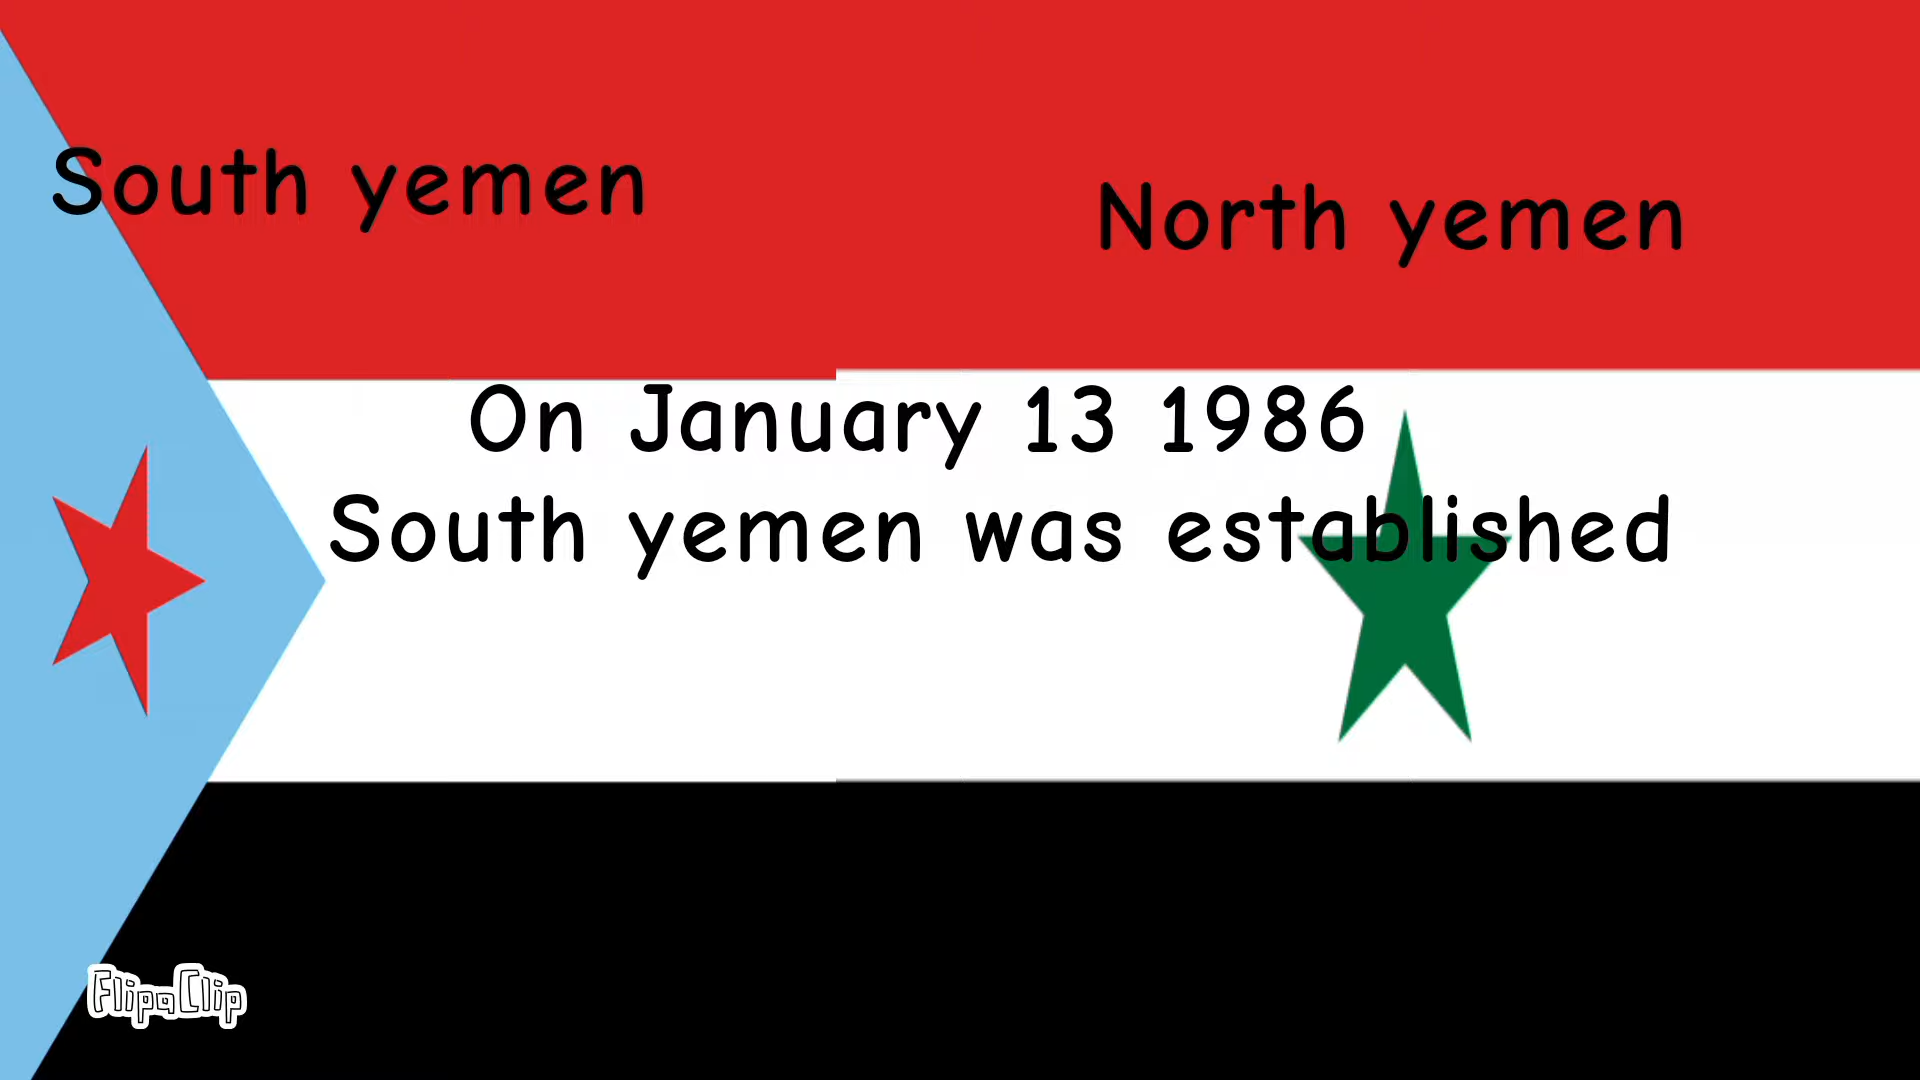 South yemen
North yemen
On January 13 1986
South yemen was established
FlipaClip